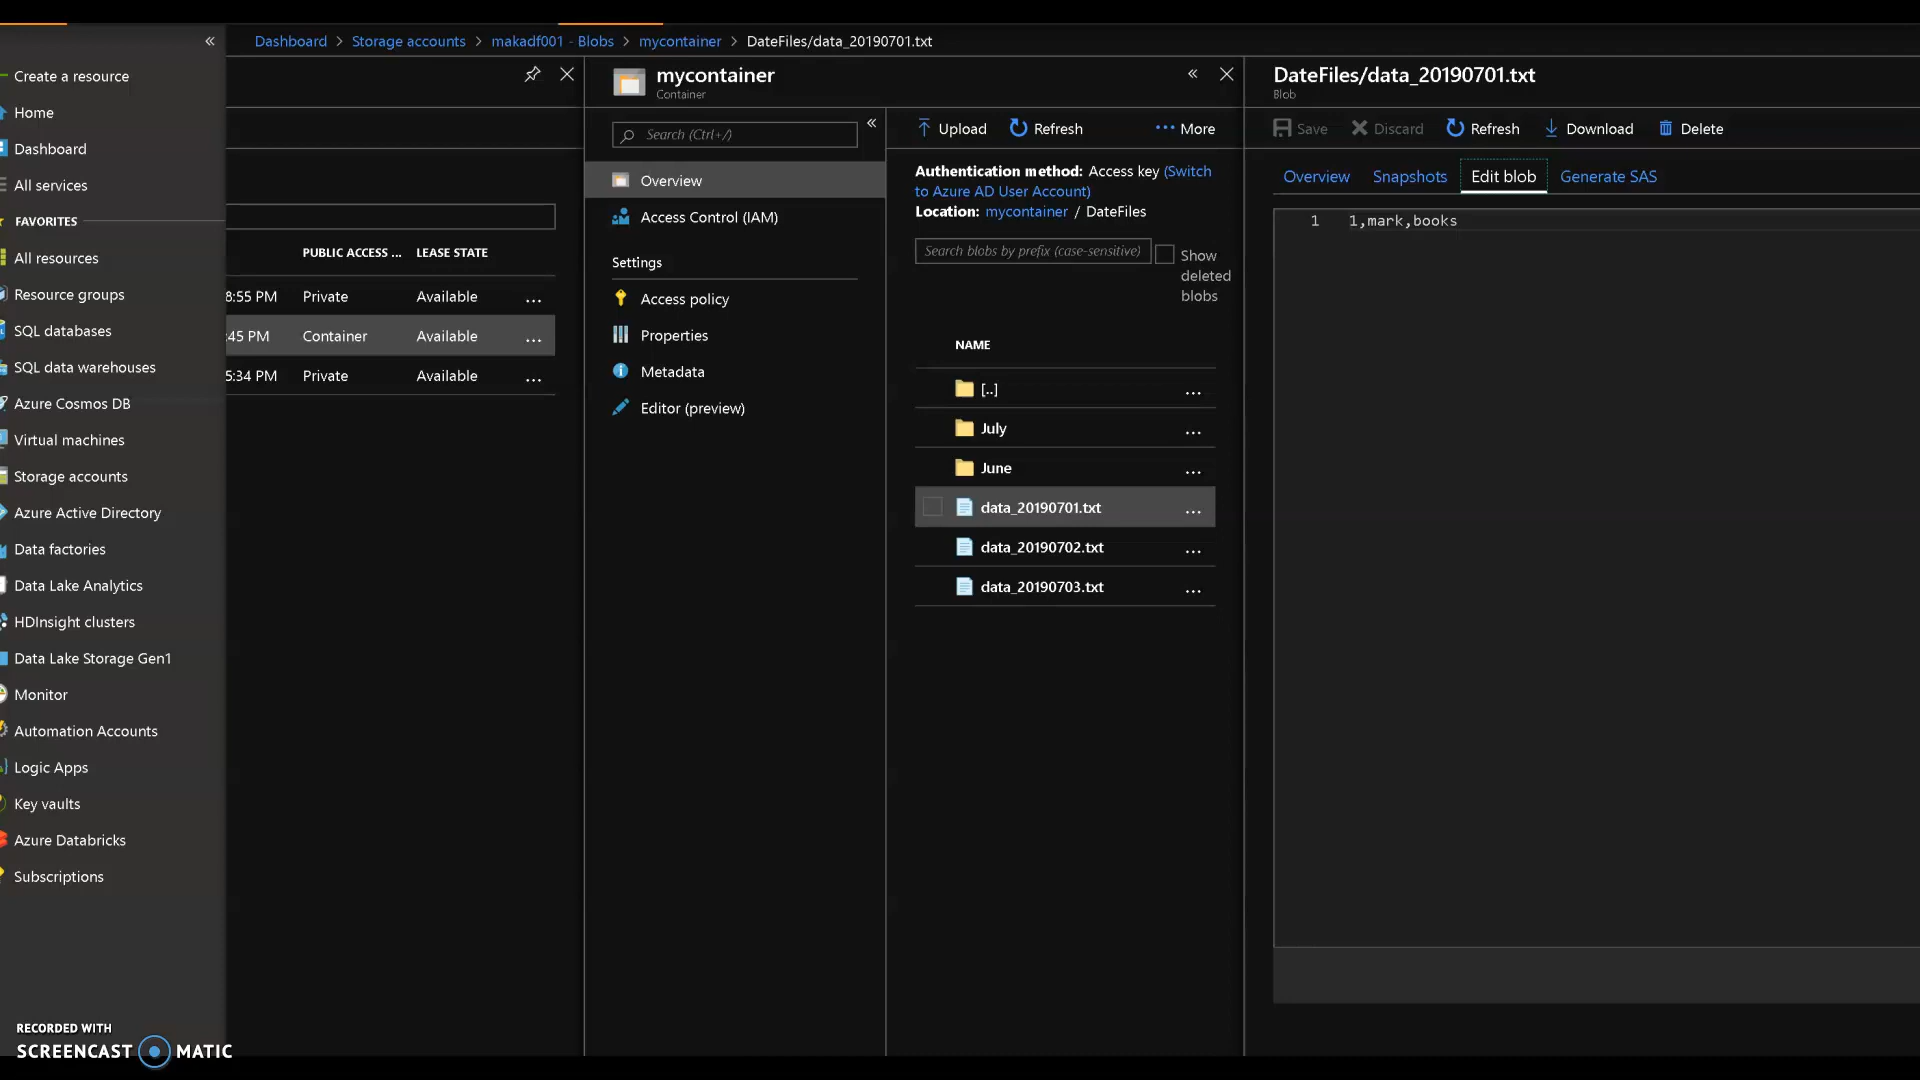 Dashboard > Storage accounts > makadf001 - Blobs > mycontainer > DateFiles/data_20190701.txt
Create a resource
Home
Dashboard
All services
FAVORITES
All resources
Resource groups
SQL databases
SQL data warehouses
Azure Cosmos DB
Virtual machines
Storage accounts
Azure Active Directory
Data factories
Data Lake Analytics
HDInsight clusters
Data Lake Storage Gen1
Monitor
Automation Accounts
Logic Apps
Key vaults
Azure Databricks
Subscriptions
RECORDED WITH
SCREENCAST MATIC
PUBLIC ACCESS ... LEASE STATE
8:55 PM Private Available ...
:45 PM Container Available ...
5:34 PM Private Available ...
mycontainer
Container
Search (Ctrl+/)
Overview
Access Control (IAM)
Settings
Access policy
Properties
Metadata
Editor (preview)
Upload Refresh ... More
Authentication method: Access key (Switch
to Azure AD User Account)
Location: mycontainer / DateFiles
Search blobs by prefix (case-sensitive)
Show
deleted
blobs
NAME
[..] ...
July ...
June ...
data_20190701.txt ...
data_20190702.txt ...
data_20190703.txt ...
DateFiles/data_20190701.txt
Blob
Save Discard Refresh Download Delete
Overview Snapshots Edit blob Generate SAS
1 1,mark,books